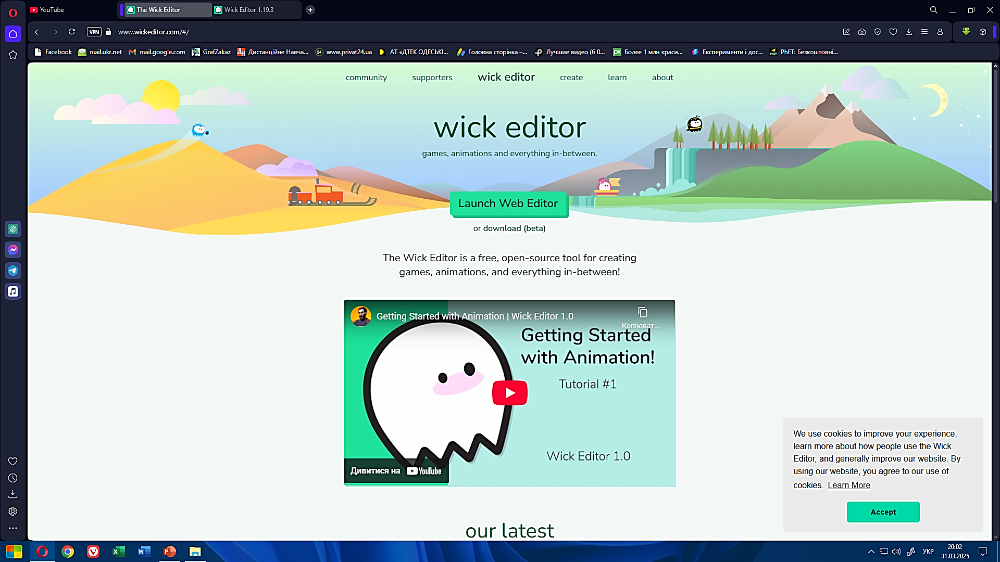 YouTube
The Wick Editor
Wick Editor 1.19.3
VPN
www.wickeditor.com/#/
Facebook
mail.ukr.net
mail.google.com
GrafZakaz
Дистанційне Навча...
24
www.privat24.ua
АТ «ДТЕК ОДЕСЬКІ...
Головна сторінка –...
Лучшие видео (6 0...
Более 1 млн краси...
Експерименти і дос...
PhET: Безкоштовні...
community
supporters
wick editor
create
learn
about
wick editor
games, animations and everything in-between.
Launch Web Editor
or download (beta)
The Wick Editor is a free, open-source tool for creating
games, animations, and everything in-between!
Getting Started with Animation | Wick Editor 1.0
Копіюват...
Getting Started
with Animation!
Tutorial #1
Wick Editor 1.0
Дивитися на YouTube
We use cookies to improve your experience,
learn more about how people use the Wick
Editor, and generally improve our website. By
using our website, you agree to our use of
cookies. Learn More
Accept
our latest
УКР
20:02
31.03.2025